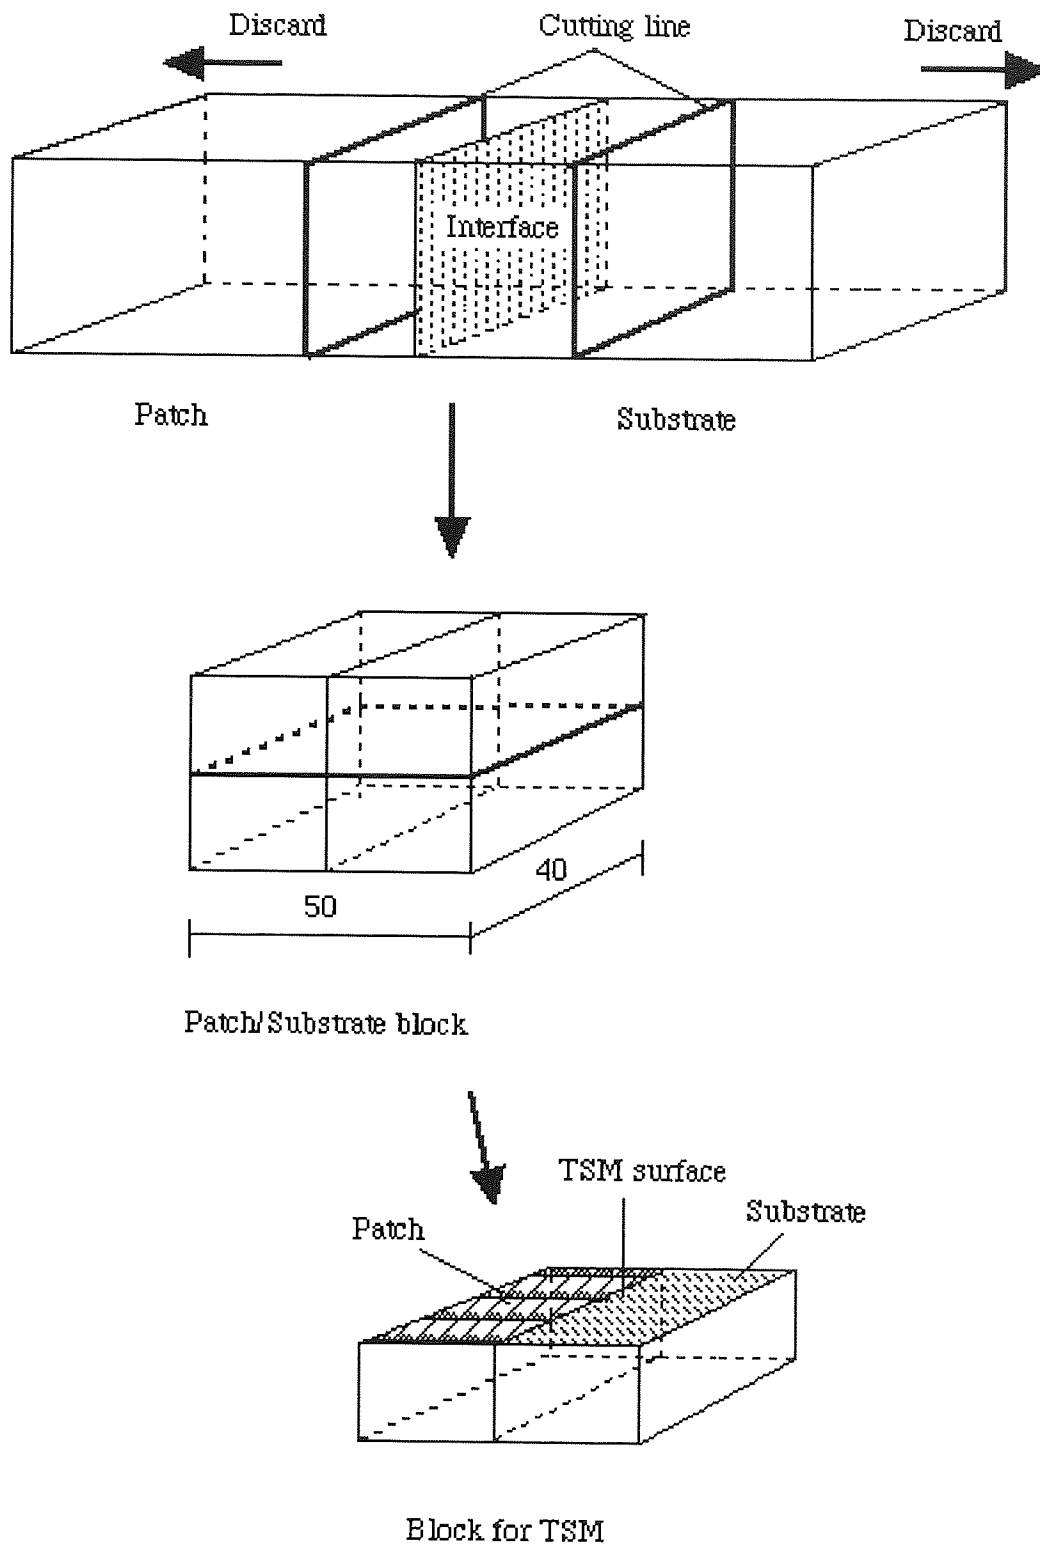 Discard
Cutting line
Discard
Interface
Patch
Substrate
40
50
Patch/Substrate block
TSM surface
Substrate
Patch
Block for TSM